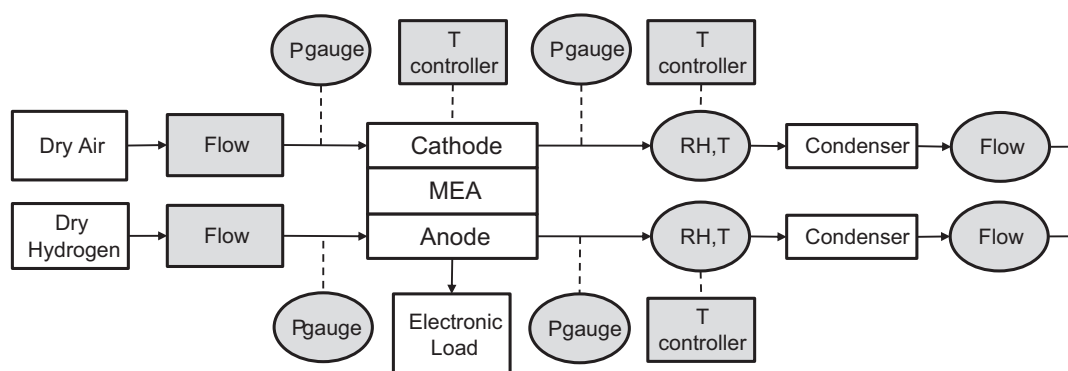 Pgauge
T
controller
Pgauge
T
controller
Dry Air
Flow
Cathode
RH,T
Condenser
Flow
MEA
Dry
Hydrogen
Flow
Anode
RH,T
Condenser
Flow
Pgauge
Electronic
Load
Pgauge
T
controller